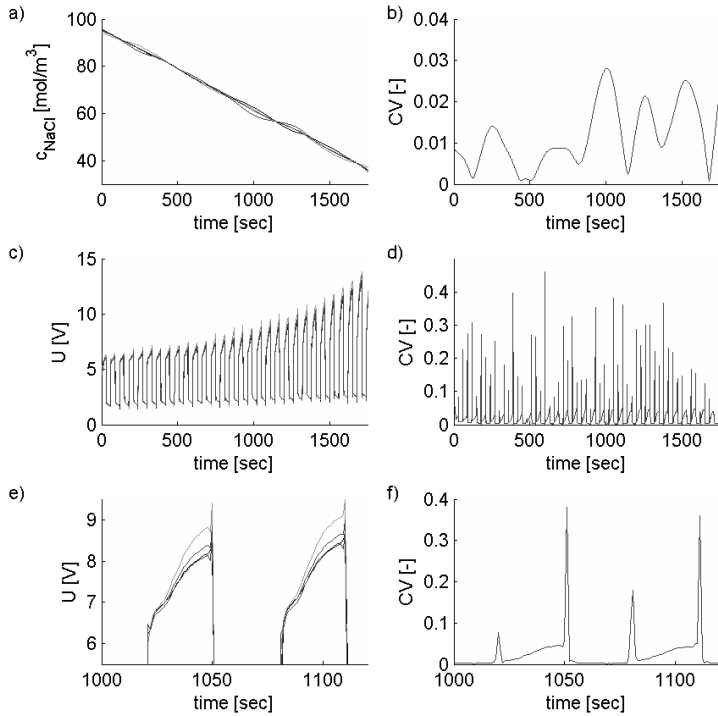 a)
100
80
60
40
c_NaCl [mol/m^3]
0 500 1000 1500
time [sec]
b)
0.04
0.03
0.02
0.01
0
CV [-]
0 500 1000 1500
time [sec]
c)
15
10
5
0
U [V]
0 500 1000 1500
time [sec]
d)
0.4
0.3
0.2
0.1
0
CV [-]
0 500 1000 1500
time [sec]
e)
9
8
7
6
U [V]
1000 1050 1100
time [sec]
f)
0.4
0.3
0.2
0.1
0
CV [-]
1000 1050 1100
time [sec]